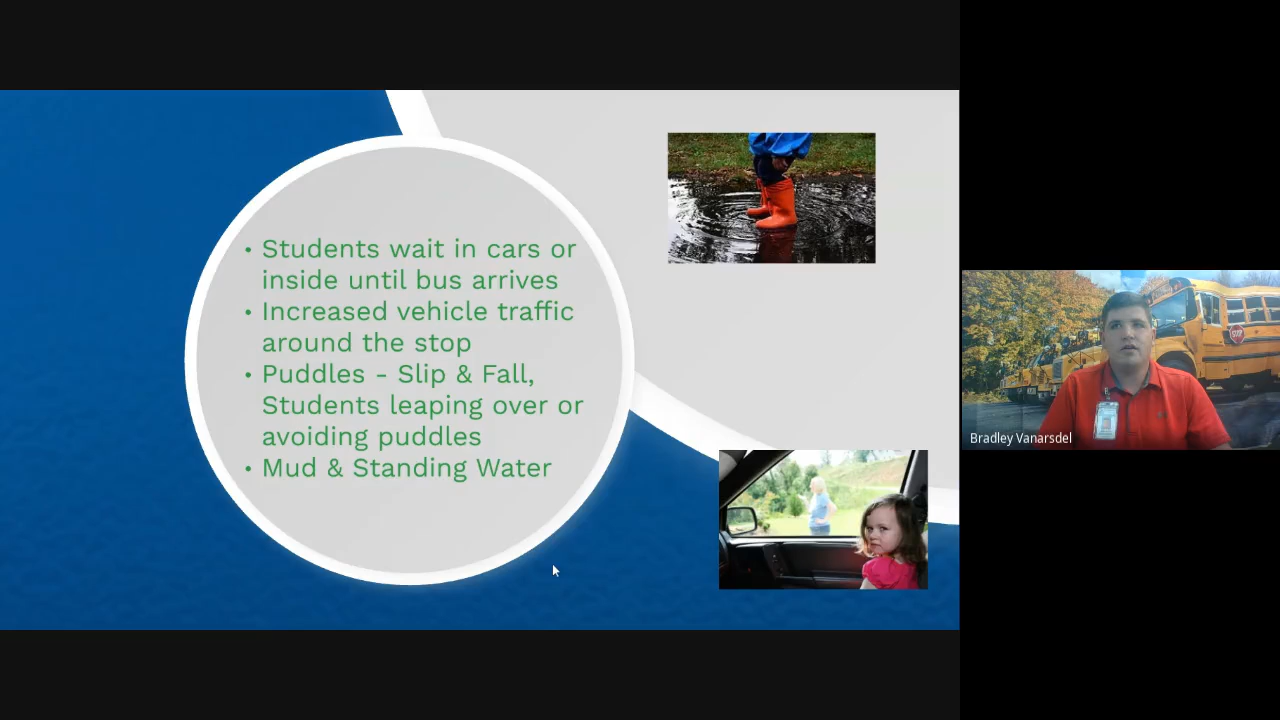 • Students wait in cars or
inside until bus arrives
• Increased vehicle traffic
around the stop
• Puddles - Slip & Fall,
Students leaping over or
avoiding puddles
• Mud & Standing Water
STOP
Bradley Vanarsdel